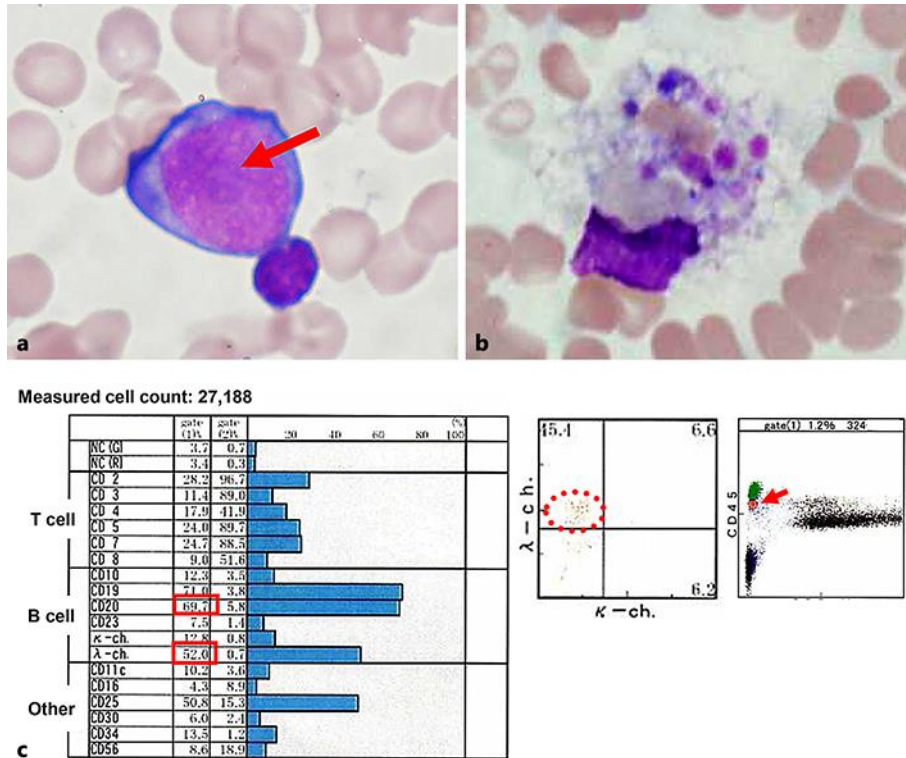 a
b
Measured cell count: 27,188
gate (1)% gate (2)% 20 40 60 80 100 (%)
NC (G) 3.7 0.7
NC (R) 3.4 0.3
T cell
CD 2 28.2 96.7
CD 3 11.4 89.0
CD 4 17.9 41.9
CD 5 24.0 89.7
CD 7 24.7 88.5
CD 8 9.0 51.6
B cell
CD10 12.3 3.5
CD19 71.0 3.8
CD20 69.7 5.8
CD23 7.5 1.4
κ-ch. 12.8 0.8
λ-ch. 52.0 0.7
Other
CD11c 10.2 3.6
CD16 4.3 8.9
CD25 50.8 15.3
CD30 6.0 2.4
CD34 13.5 1.2
CD56 8.6 18.9
c
45.4 6.6
λ-ch.
6.2
κ-ch.
gate(1) 1.2% 324
CD45